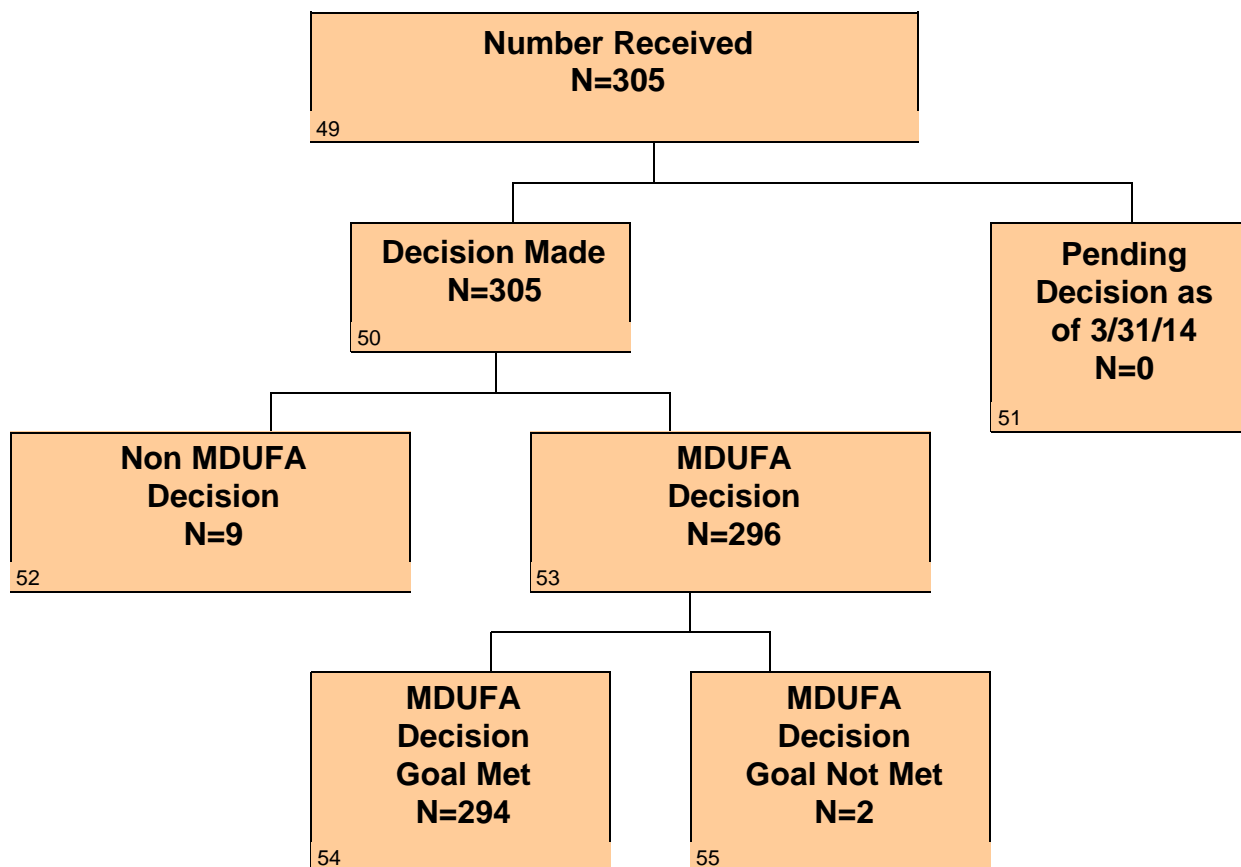 Number Received
N=305
49
Decision Made
N=305
50
Pending
Decision as
of 3/31/14
N=0
51
Non MDUFA
Decision
N=9
52
MDUFA
Decision
N=296
53
MDUFA
Decision
Goal Met
N=294
54
MDUFA
Decision
Goal Not Met
N=2
55